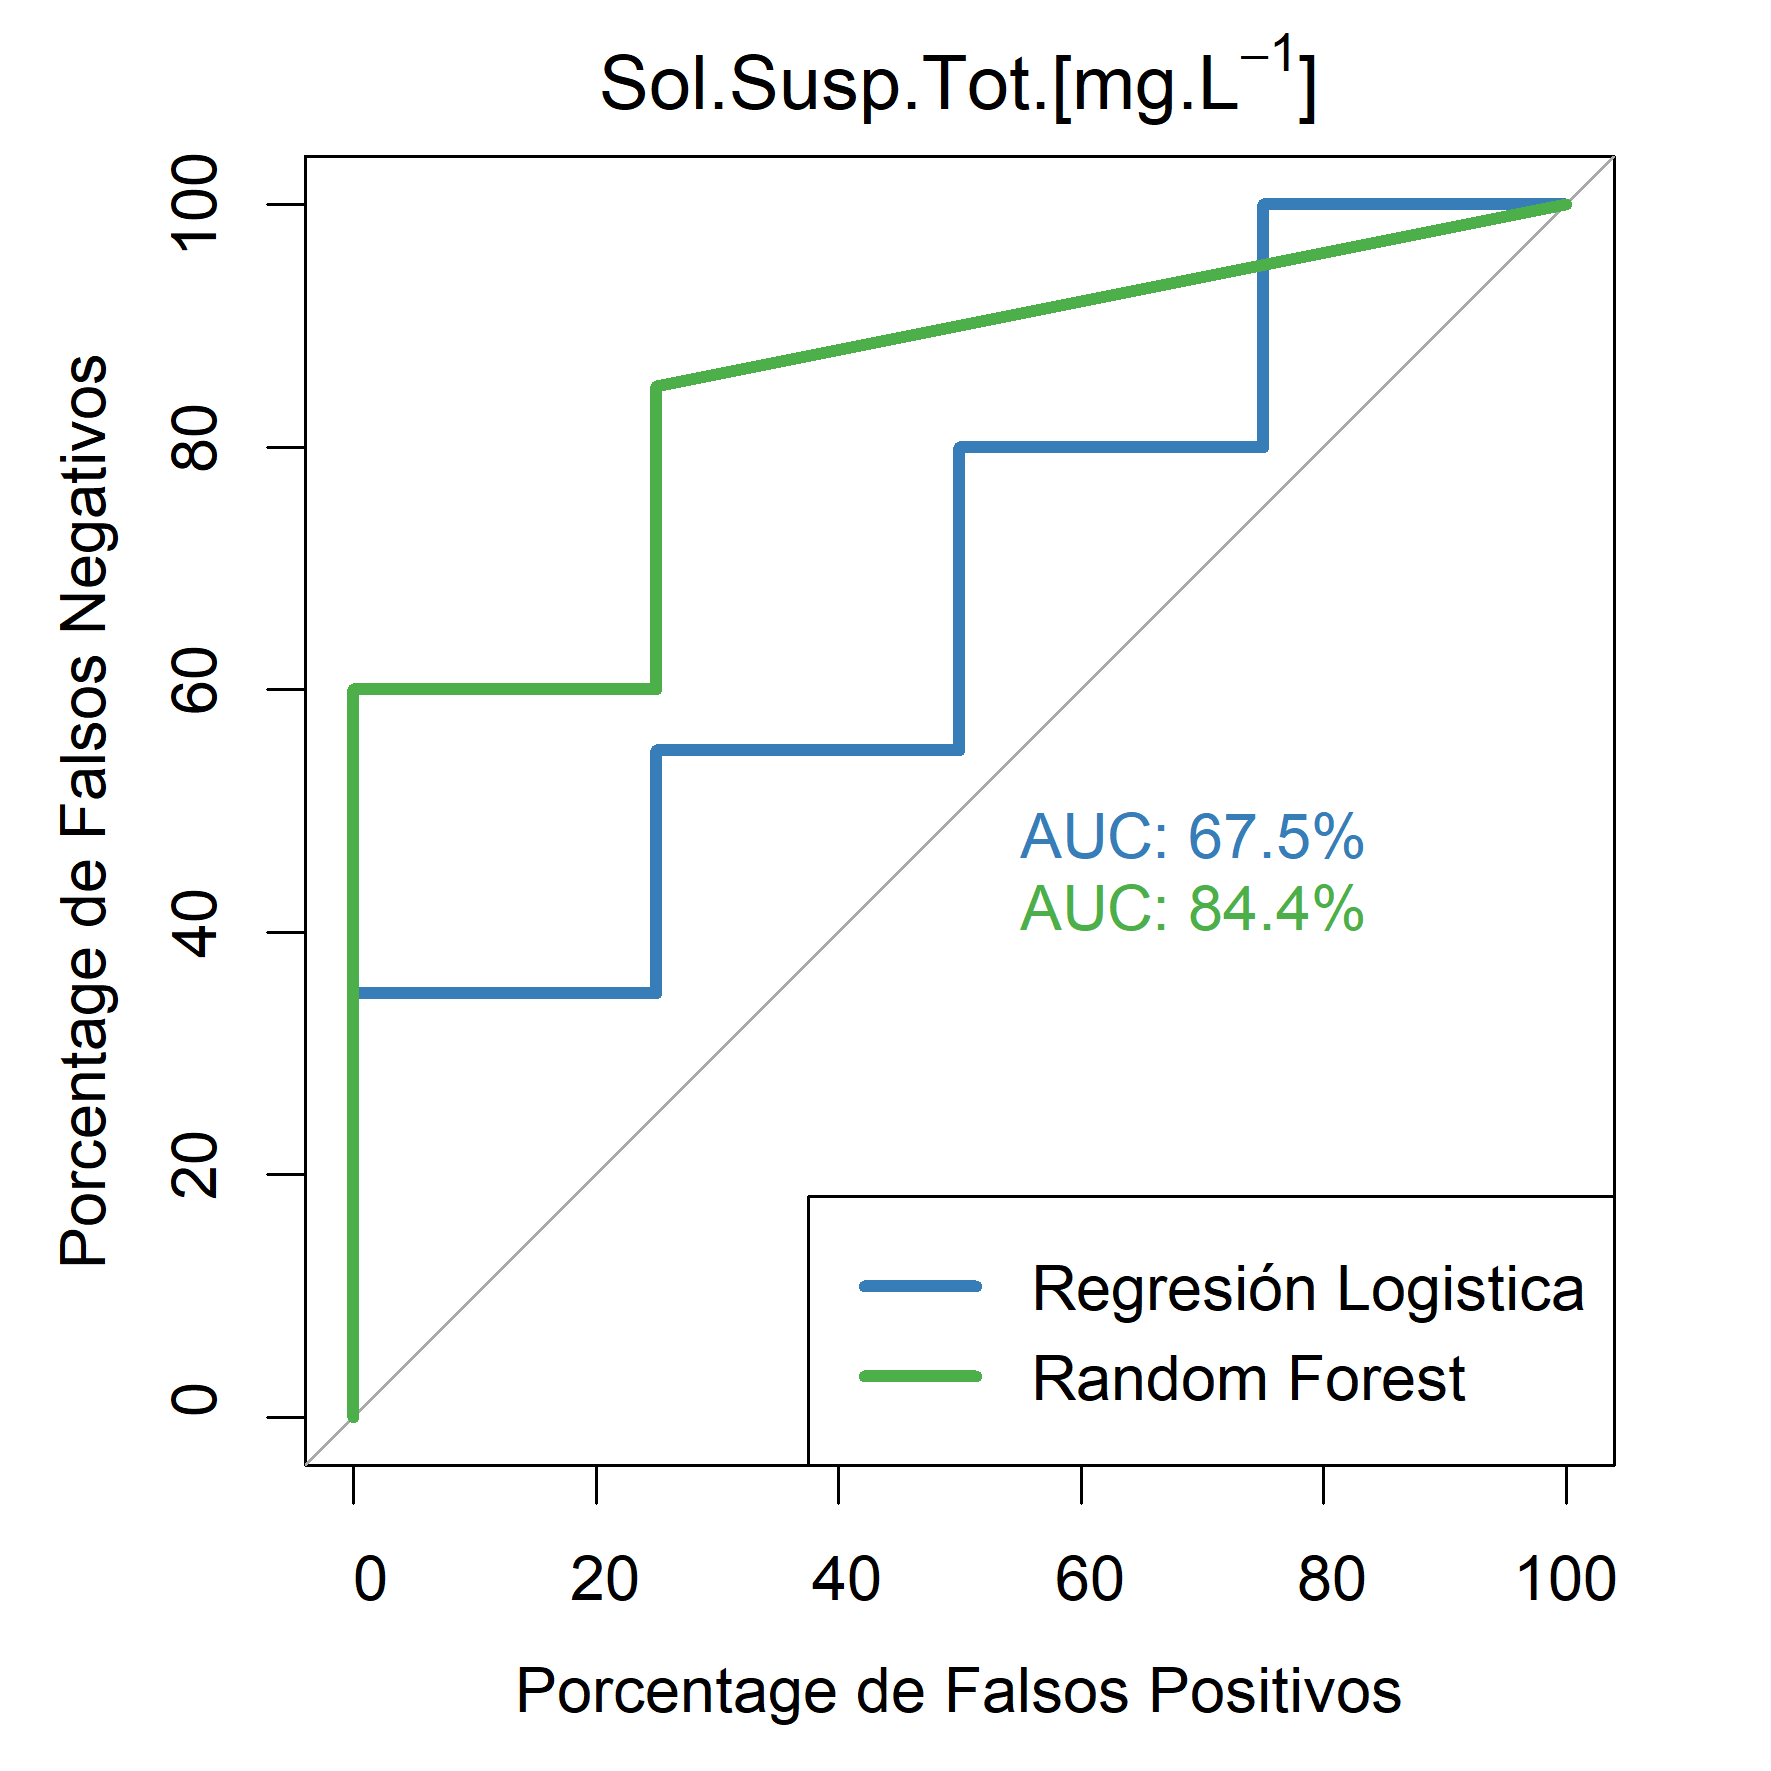 Sol.Susp.Tot.[mg.L⁻¹]
Porcentage de Falsos Negativos
100
80
60
40
20
0
AUC: 67.5%
AUC: 84.4%
Regresión Logistica
Random Forest
0 20 40 60 80 100
Porcentage de Falsos Positivos